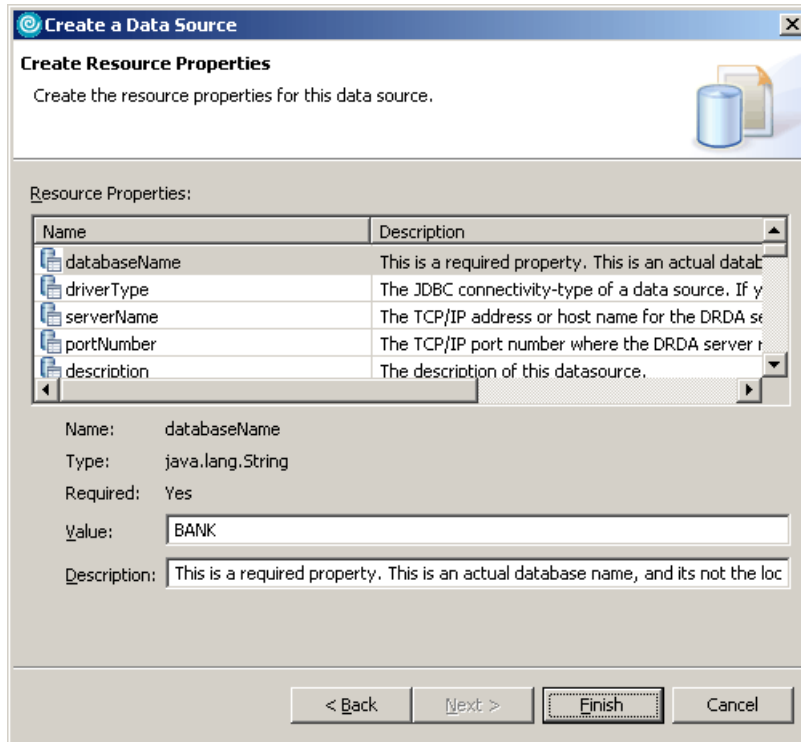 Create a Data Source
Create Resource Properties
Create the resource properties for this data source.
Resource Properties:
Name Description
databaseName This is a required property. This is an actual datab
driverType The JDBC connectivity-type of a data source. If y
serverName The TCP/IP address or host name for the DRDA se
portNumber The TCP/IP port number where the DRDA server
description The description of this datasource.
Name: databaseName
Type: java.lang.String
Required: Yes
Value: BANK
Description: This is a required property. This is an actual database name, and its not the loc
< Back Next > Finish Cancel